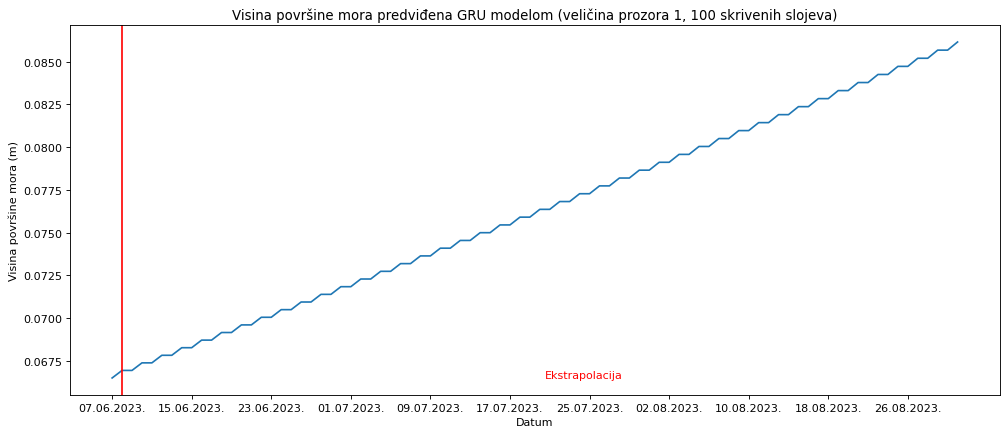 Visina površine mora predviđena GRU modelom (veličina prozora 1, 100 skrivenih slojeva)
Visina površine mora (m)
0.0850
0.0825
0.0800
0.0775
0.0750
0.0725
0.0700
0.0675
Ekstrapolacija
07.06.2023. 15.06.2023. 23.06.2023. 01.07.2023. 09.07.2023. 17.07.2023. 25.07.2023. 02.08.2023. 10.08.2023. 18.08.2023. 26.08.2023.
Datum